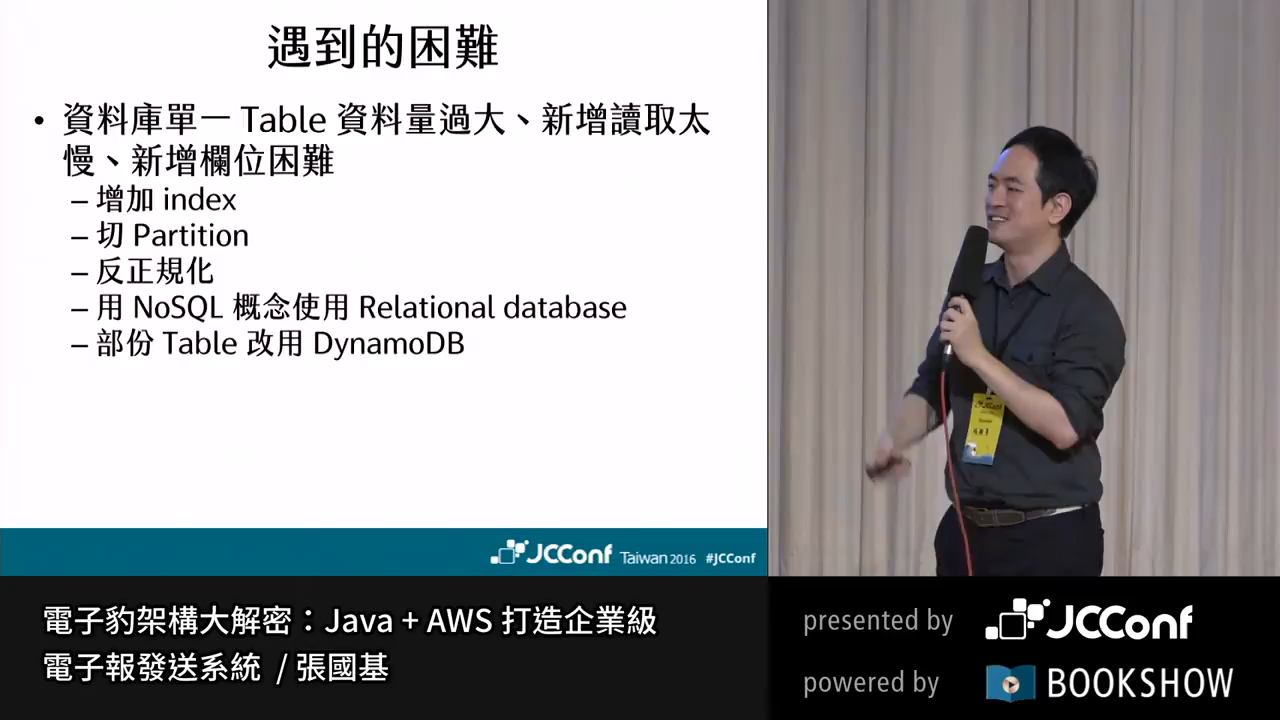 遇到的困難
• 資料庫單一 Table 資料量過大、新增讀取太
慢、新增欄位困難
– 增加 index
– 切 Partition
– 反正規化
– 用 NoSQL 概念使用 Relational database
– 部份 Table 改用 DynamoDB
JCConf Taiwan 2016 #JCConf
電子豹架構大解密：Java + AWS 打造企業級
電子報發送系統 / 張國基
presented by JCConf
powered by BOOKSHOW